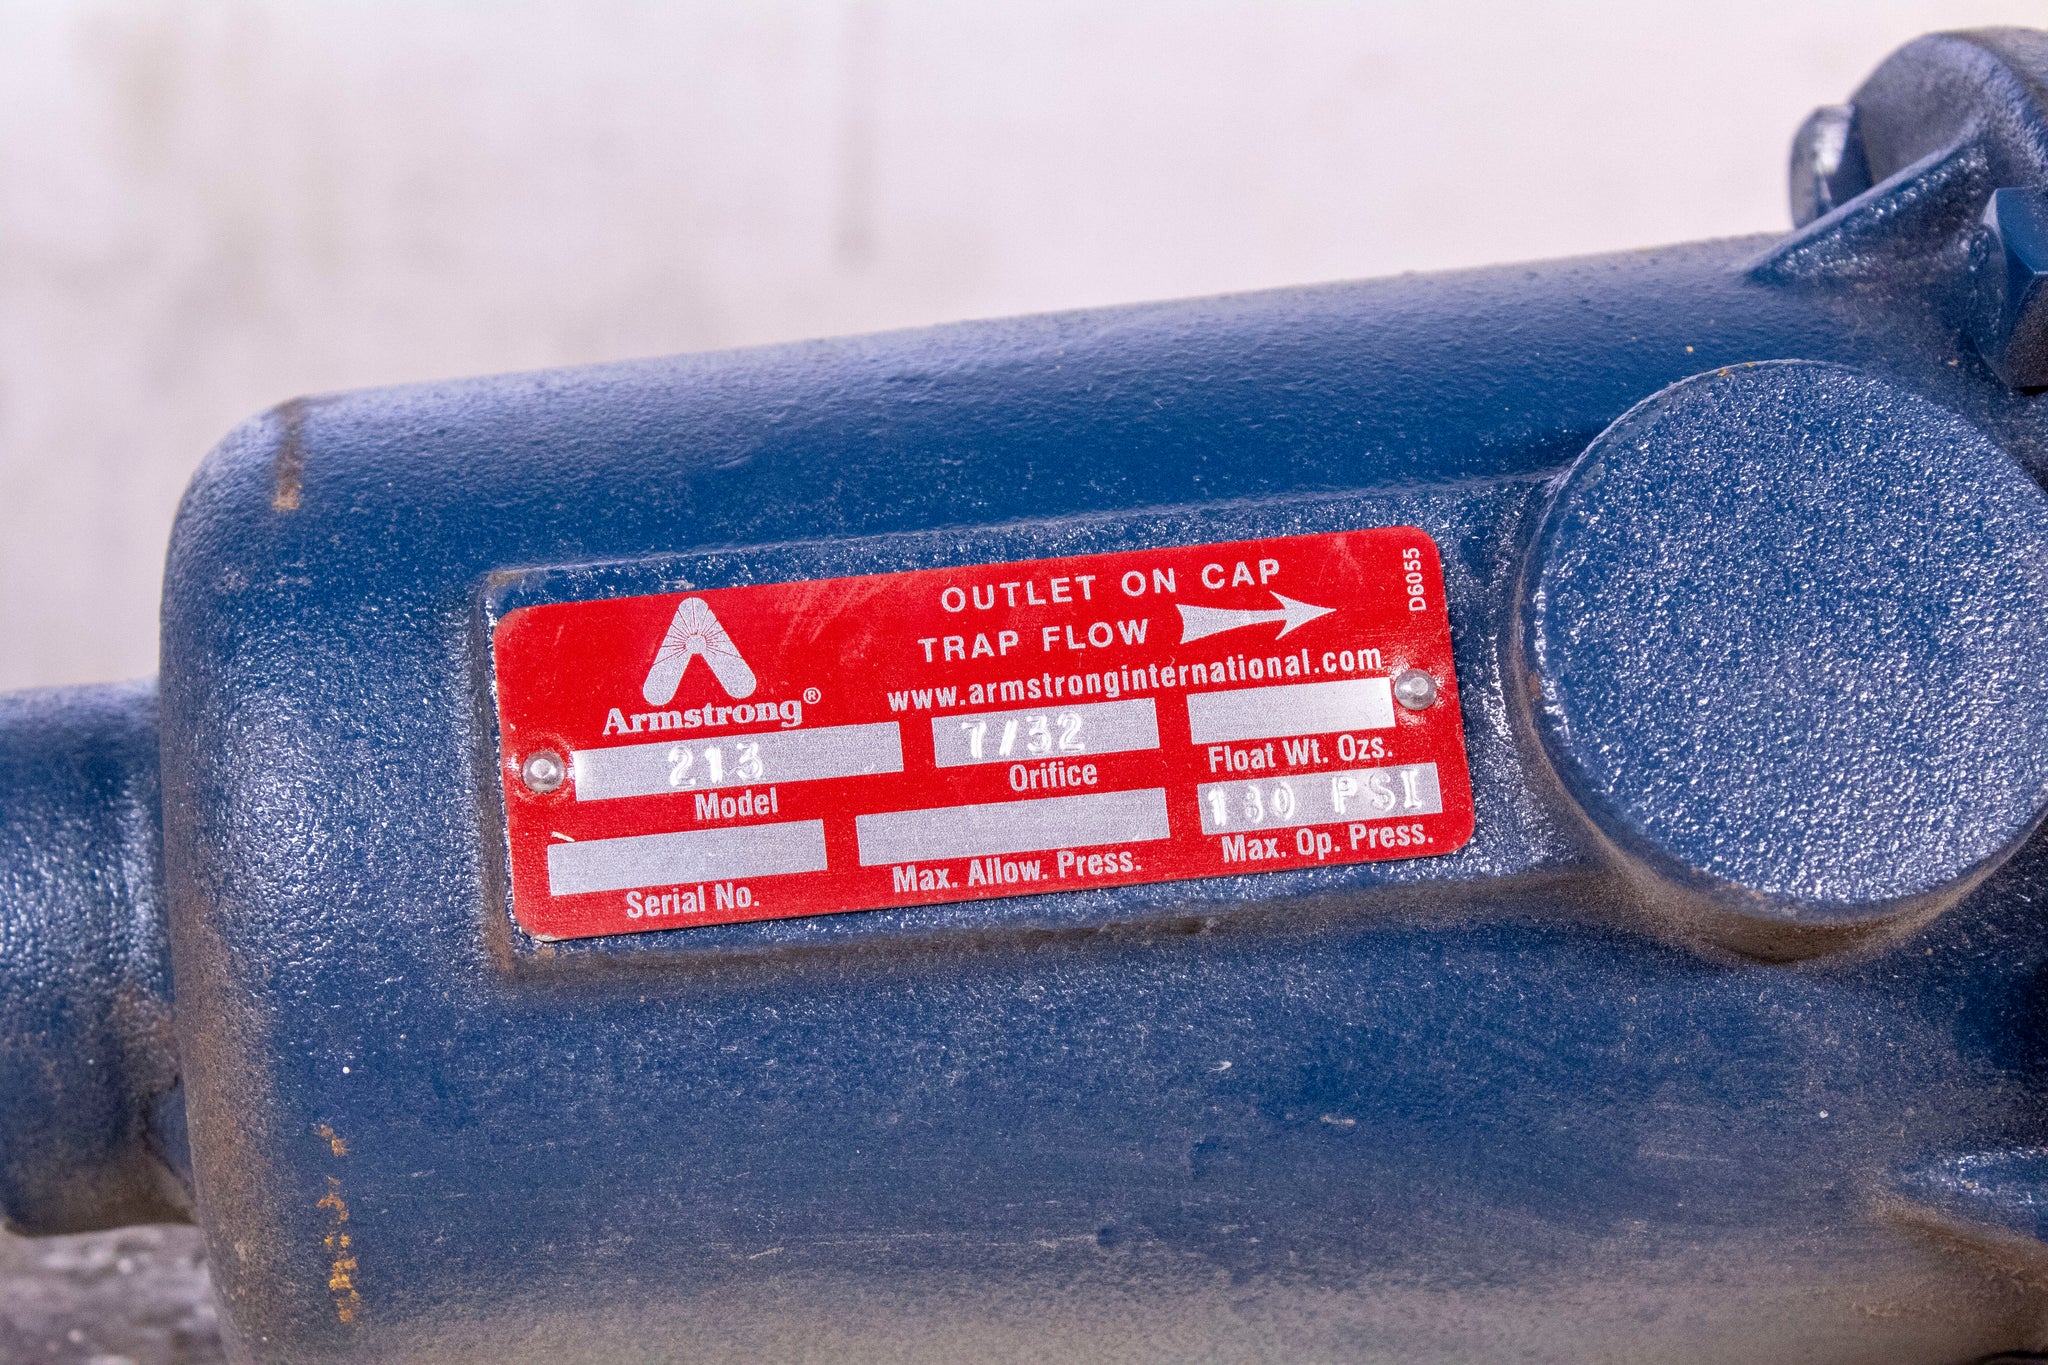 OUTLET ON CAP
TRAP FLOW
D6055
www.armstronginternational.com
Armstrong®
213
7/32
Model
Orifice
Float Wt. Ozs.
PSI
Serial No.
Max. Allow. Press.
Max. Op. Press.